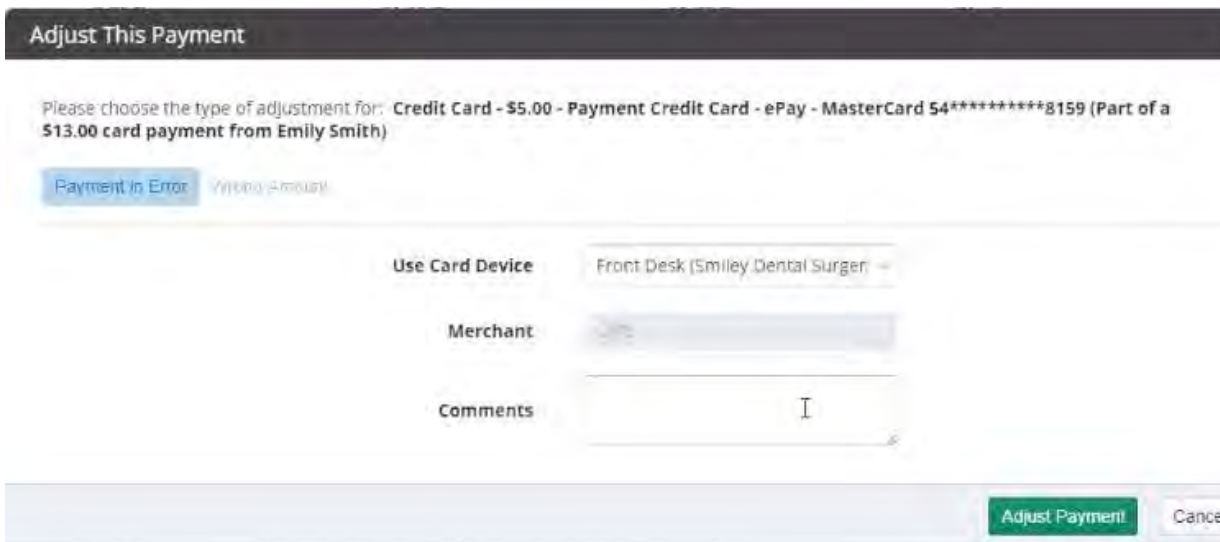 Adjust This Payment
Please choose the type of adjustment for: Credit Card - $5.00 - Payment Credit Card - ePay - MasterCard 54**********8159 (Part of a
$13.00 card payment from Emily Smith)
Payment in Error Wrong Amount
Use Card Device Front Desk (Smiley Dental Surger
Merchant
Comments
Adjust Payment Cance